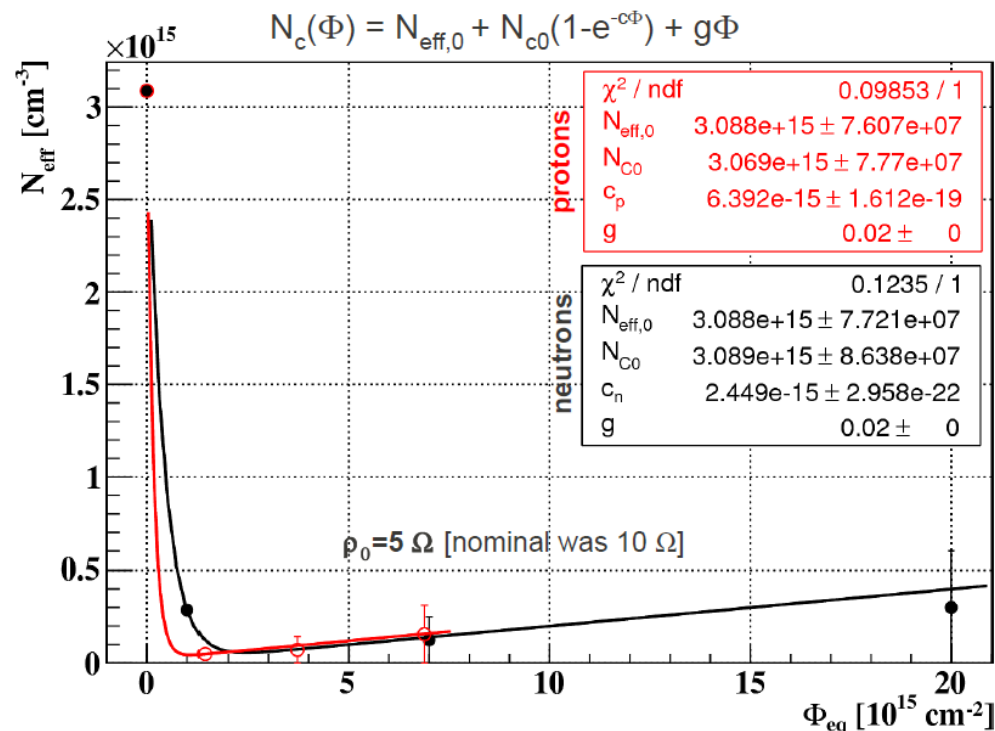 N_c(Φ) = N_eff,0 + N_c0(1-e^-cΦ) + gΦ
×10^15
N_eff [cm^-3]
3
2.5
2
1.5
1
0.5
0
protons
χ^2 / ndf 0.09853 / 1
N_eff,0 3.088e+15 ± 7.607e+07
N_C0 3.069e+15 ± 7.77e+07
c_p 6.392e-15 ± 1.612e-19
g 0.02 ± 0
neutrons
χ^2 / ndf 0.1235 / 1
N_eff,0 3.088e+15 ± 7.721e+07
N_C0 3.089e+15 ± 8.638e+07
c_n 2.449e-15 ± 2.958e-22
g 0.02 ± 0
ρ_0=5 Ω [nominal was 10 Ω]
0 5 10 15 20
Φ_eq [10^15 cm^-2]